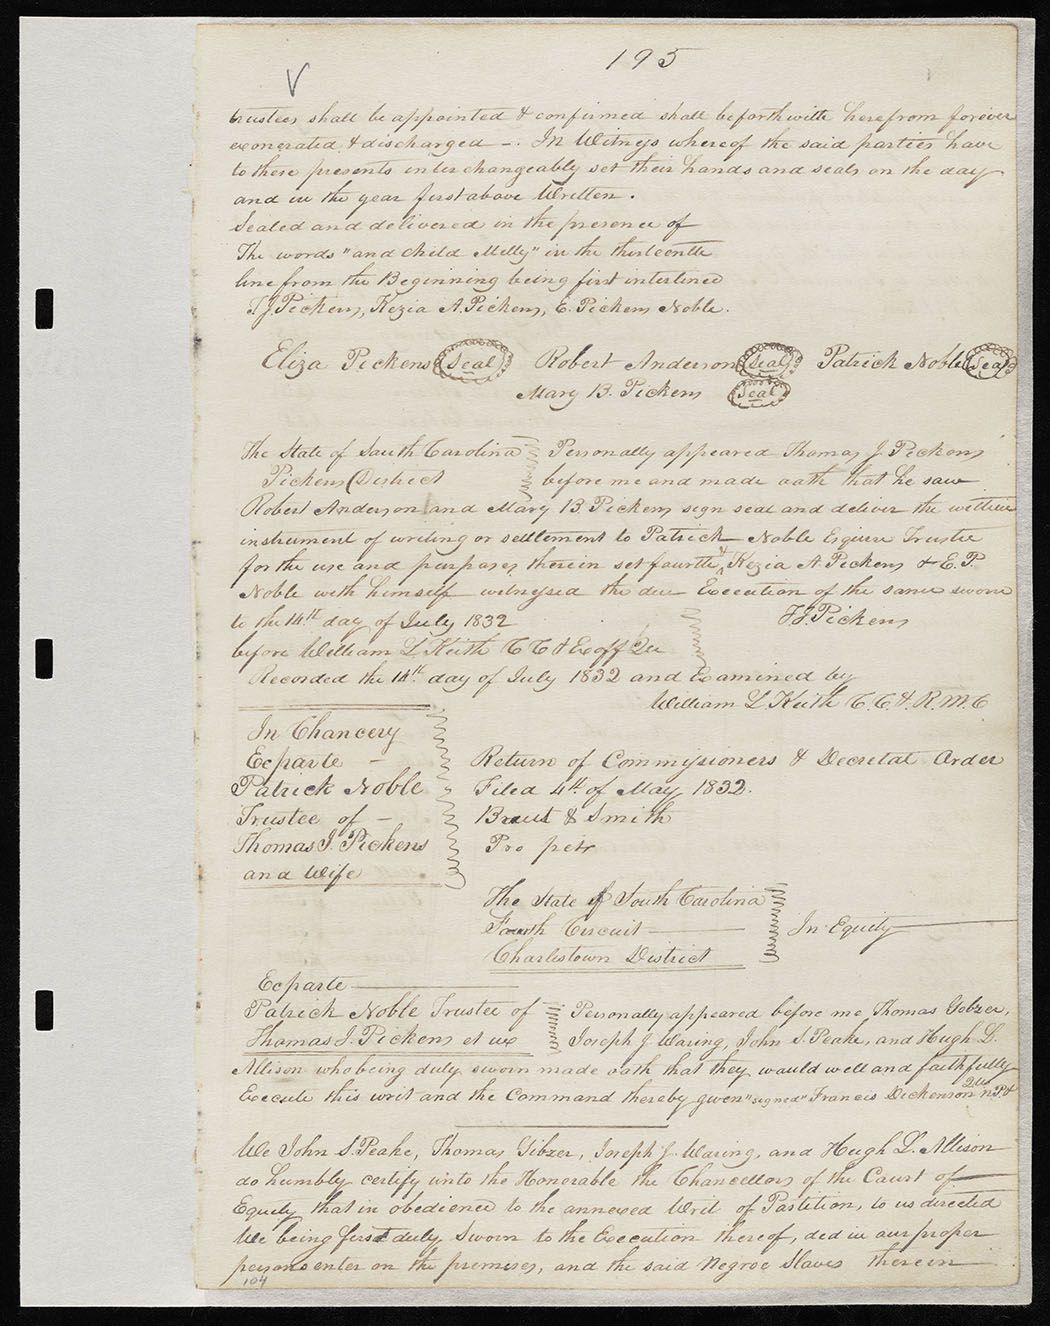 195
V
trustees shall be appointed & confirmed shall be forthwith herefrom forever
exonerated & discharged –. In Witness whereof the said parties have
to these presents interchangeably set their hands and seals on the day
and in the year first above Written.
Sealed and delivered in the presence of
The words "and child Milly" in the thirteenth
line from the Beginning being first interlined
T J Pickens, Kezia A. Pickens, E. Pickens Noble.
Eliza Pickens Seal Robert Anderson Seal Patrick Noble Seal
Mary B. Pickens Seal
The State of South Carolina Personally appeared Thomas J. Pickens
Pickens District before me and made oath that he saw
Robert Anderson and Mary B. Pickens sign seal and deliver the within
instrument of writing or settlement to Patrick Noble Esquire Trustee
for the use and purposes therein set fourth & Kezia A. Pickens & E. P.
Noble with himself witnessed the due Execution of the same sworn
to the 14th day of July 1832 T. J. Pickens
before William L Keith C C & Exoff Qu
Recorded the 14th day of July 1832 and Examined by
William L Keith C. C. & R. M. C
In Chancery
Ecparte – Return of Commissioners & Decretal Order
Patrick Noble Filed 4th of May 1832.
Trustee of – & Smith
Thomas J. Pickens Pro petr
and Wife
The State of South Carolina
Fourth Circuit In Equity
Charlestown District
Ecparte
Patrick Noble Trustee of Personally appeared before me Thomas
Thomas J. Pickens et ux Joseph J. Waring, John S. Peake, and Hugh L.
Allison who being duly sworn made oath that they would well and faithfully
Execute this writ and the Command thereby given "signed" Francis Dickenson N.P. & Qu
We John S. Peake, Thomas Gibzer, Joseph J. Waring, and Hugh L. Allison
do humbly certify unto the Honorable the Chancellors of the Court of
Equity that in obedience to the annexed Writ of Partition, to us directed
We being first duly Sworn to the Execution thereof, did in our proper
persons enter on the premises, and the said Negroe Slaves therein
104